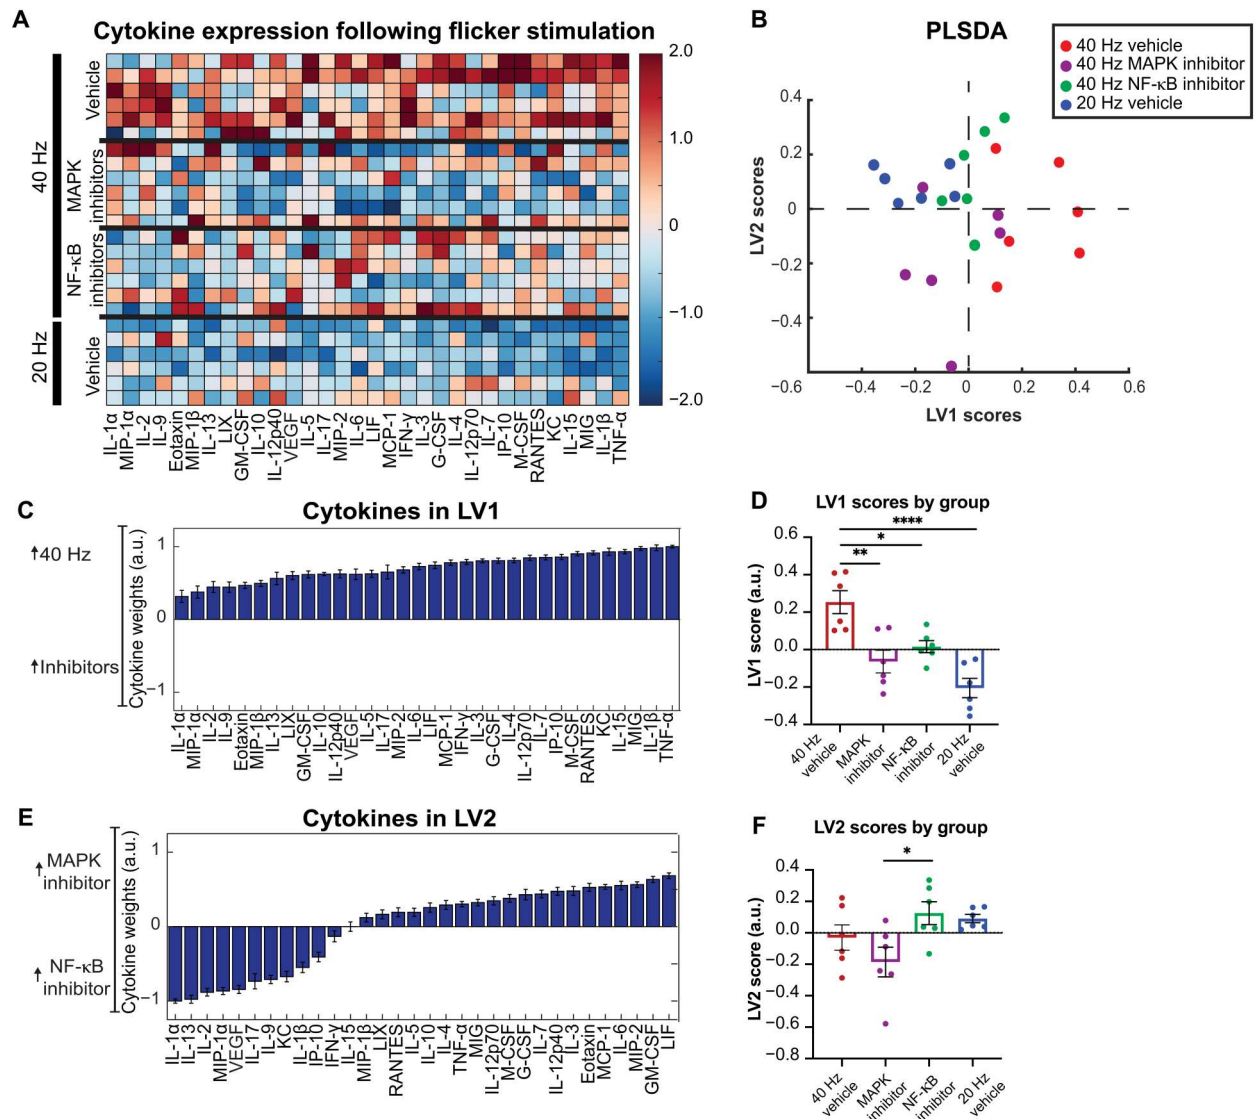 A
Cytokine expression following flicker stimulation
40 Hz
20 Hz
Vehicle
MAPK
inhibitors
NF-κB
inhibitors
Vehicle
2.0
1.0
0
−1.0
−2.0
IL-1α
MIP-1α
IL-2
IL-9
Eotaxin
MIP-1β
IL-13
LIX
GM-CSF
IL-10
IL-12p40
VEGF
IL-5
IL-17
MIP-2
IL-6
LIF
MCP-1
IFN-γ
IL-3
G-CSF
IL-4
IL-12p70
IL-7
IP-10
M-CSF
RANTES
KC
IL-15
MIG
IL-1β
TNF-α
B
PLSDA
40 Hz vehicle
40 Hz MAPK inhibitor
40 Hz NF-κB inhibitor
20 Hz vehicle
LV2 scores
0.4
0.2
0
−0.2
−0.4
−0.6
−0.4
−0.2
0
0.2
0.4
0.6
LV1 scores
C
Cytokines in LV1
↑40 Hz
↑Inhibitors
Cytokine weights (a.u.)
1
0
−1
IL-1α
MIP-1α
IL-2
IL-9
Eotaxin
MIP-1β
IL-13
LIX
GM-CSF
IL-10
IL-12p40
VEGF
IL-5
IL-17
MIP-2
IL-6
LIF
MCP-1
IFN-γ
IL-3
G-CSF
IL-4
IL-12p70
IL-7
IP-10
M-CSF
RANTES
KC
IL-15
MIG
IL-1β
TNF-α
D
LV1 scores by group
****
*
**
LV1 score (a.u.)
0.6
0.4
0.2
0.0
−0.2
−0.4
40 Hz
vehicle
MAPK
inhibitor
NF-κB
inhibitor
20 Hz
vehicle
E
Cytokines in LV2
↑MAPK
inhibitor
↑NF-κB
inhibitor
Cytokine weights (a.u.)
1
0
−1
IL-1α
IL-13
IL-2
MIP-1α
VEGF
IL-17
IL-9
KC
IL-1β
IP-10
IFN-γ
IL-15
MIP-1β
LIX
RANTES
IL-5
IL-10
IL-4
TNF-α
MIG
IL-12p70
M-CSF
G-CSF
IL-7
IL-12p40
IL-3
Eotaxin
MCP-1
IL-6
MIP-2
GM-CSF
LIF
F
LV2 scores by group
*
LV2 score (a.u.)
0.4
0.2
0.0
−0.2
−0.4
−0.6
−0.8
40 Hz
vehicle
MAPK
inhibitor
NF-κB
inhibitor
20 Hz
vehicle